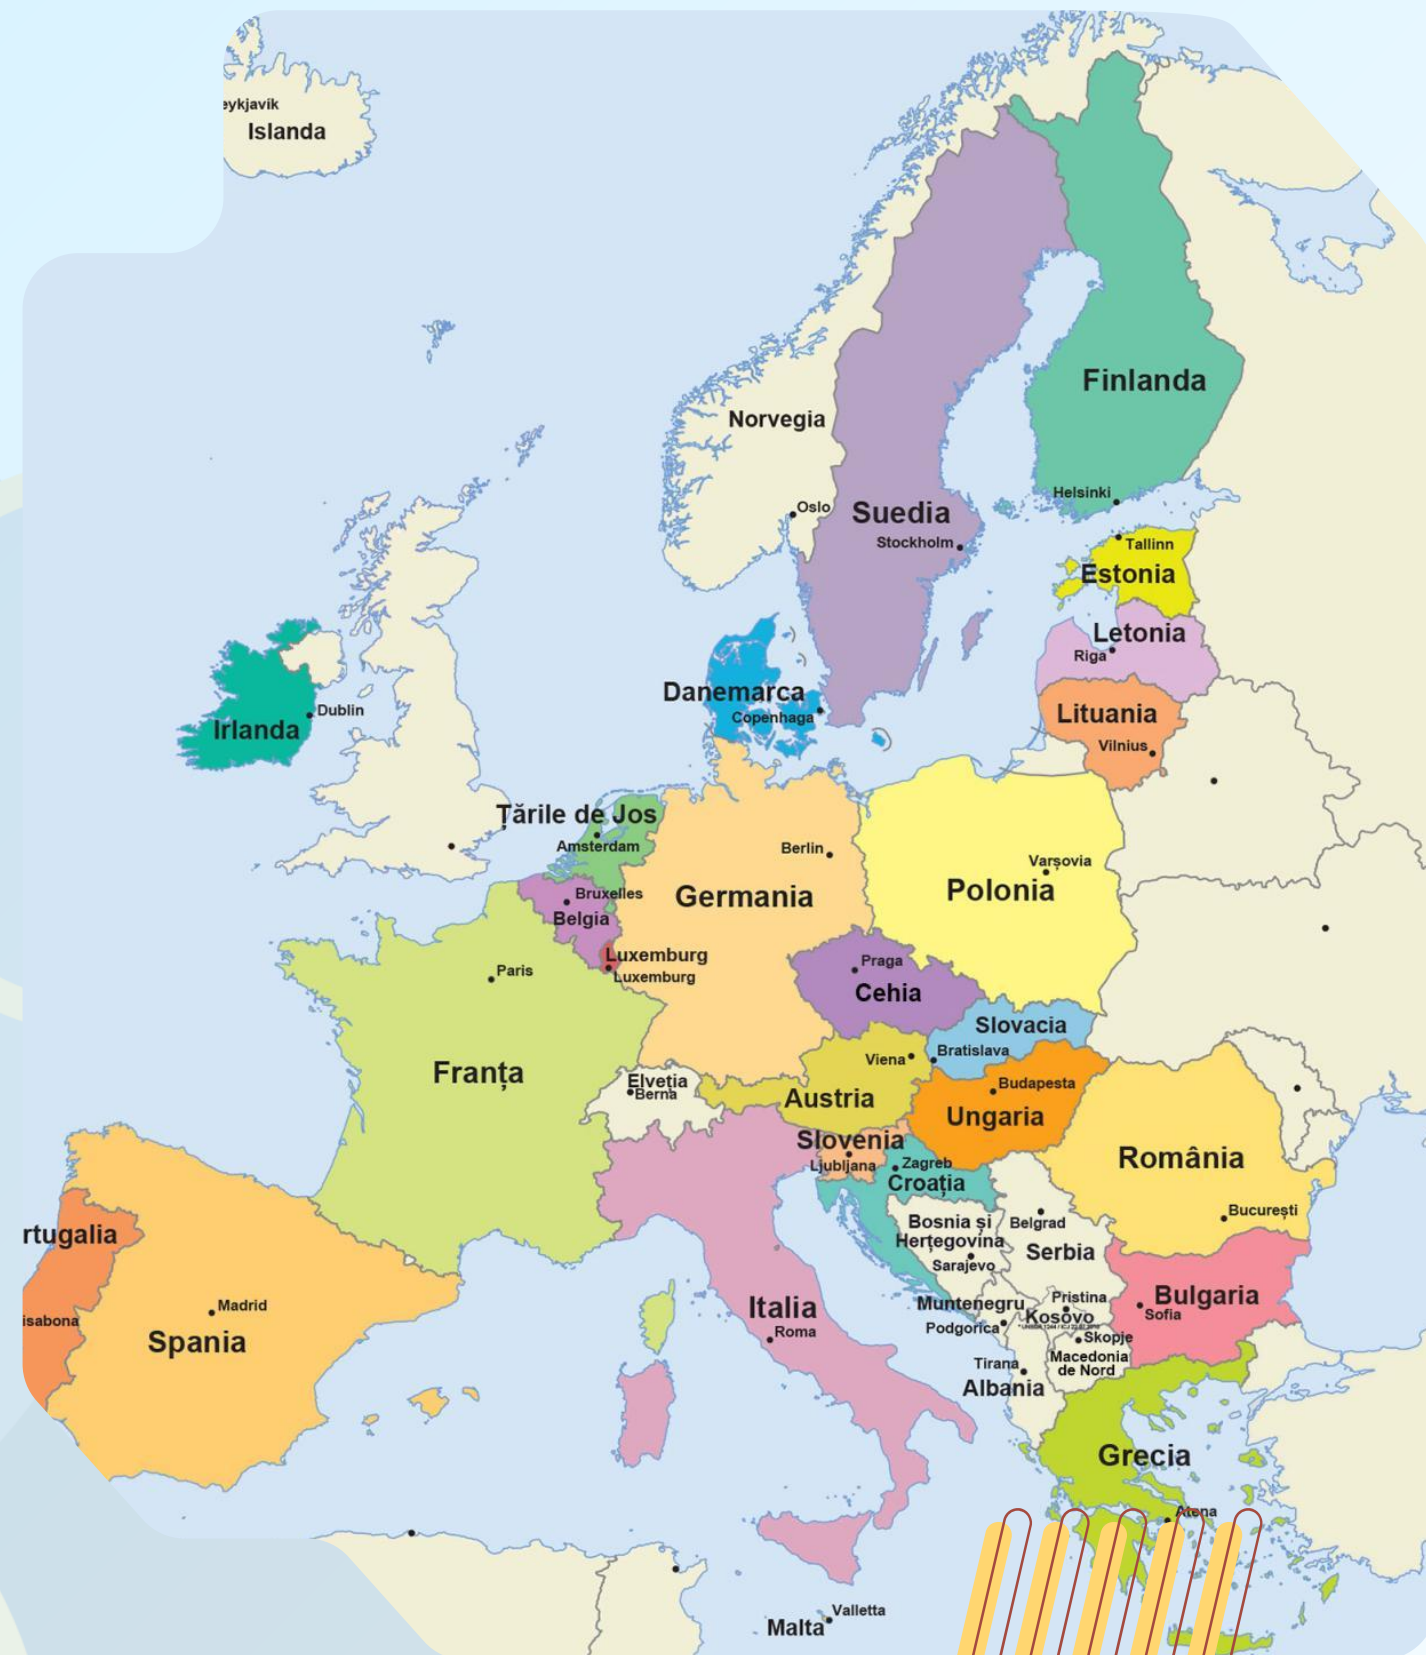 eykjavik
Islanda
Finlanda
Norvegia
Helsinki
Oslo
Suedia
Stockholm
Tallinn
Estonia
Letonia
Riga
Danemarca
Copenhaga
Lituania
Vilnius
Dublin
Irlanda
Țările de Jos
Amsterdam
Berlin
Varșovia
Polonia
Germania
Bruxelles
Belgia
Luxemburg
Luxemburg
Paris
Praga
Cehia
Slovacia
Bratislava
Viena
Franța
Elveția
Berna
Austria
Budapesta
Ungaria
Slovenia
Ljubljana
Zagreb
Croația
România
București
Bosnia și
Herțegovina
Sarajevo
Belgrad
Serbia
rtugalia
isabona
Madrid
Spania
Italia
Roma
Muntenegru
Podgorica
Pristina
Kosovo
Bulgaria
Sofia
Skopje
Macedonia
de Nord
Tirana
Albania
Grecia
Atena
Valletta
Malta